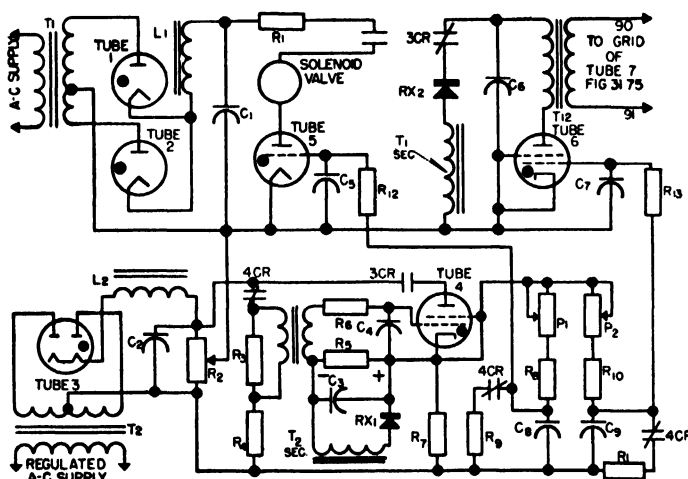 T1
A-C SUPPLY
TUBE
1
TUBE
2
L1
R1
C1
SOLENOID
VALVE
TUBE
5
C5
R12
3CR
RX2
T1
SEC
C6
T12
TUBE
6
C7
R13
90
TO GRID
OF
TUBE 7
FIG 31 75
91
L2
TUBE 3
C2
R2
T2
REGULATED
A-C SUPPLY
4CR
R3
R4
3CR
R6
R5
C4
- C3 +
RX1
T2
SEC.
TUBE
4
R7
R9
4CR
P1
P2
R8
R10
C8
C9
R1
4CR